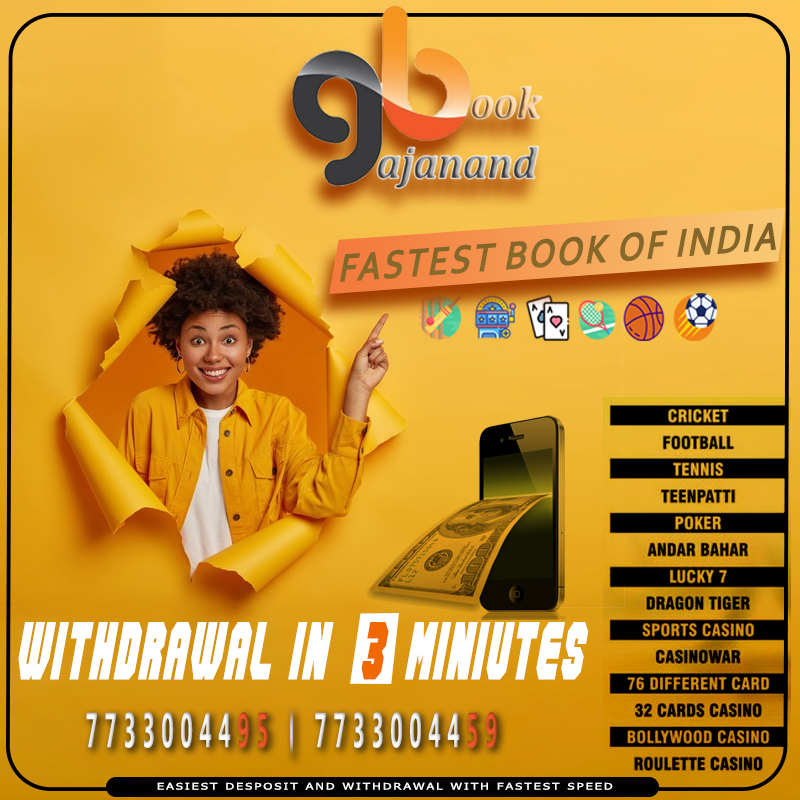 gbook
gajanand
FASTEST BOOK OF INDIA
CRICKET
FOOTBALL
TENNIS
TEENPATTI
POKER
ANDAR BAHAR
LUCKY 7
DRAGON TIGER
SPORTS CASINO
CASINOWAR
76 DIFFERENT CARD
32 CARDS CASINO
BOLLYWOOD CASINO
ROULETTE CASINO
WITHDRAWAL IN 3 MINIUTES
7733004495 | 7733004459
EASIEST DESPOSIT AND WITHDRAWAL WITH FASTEST SPEED